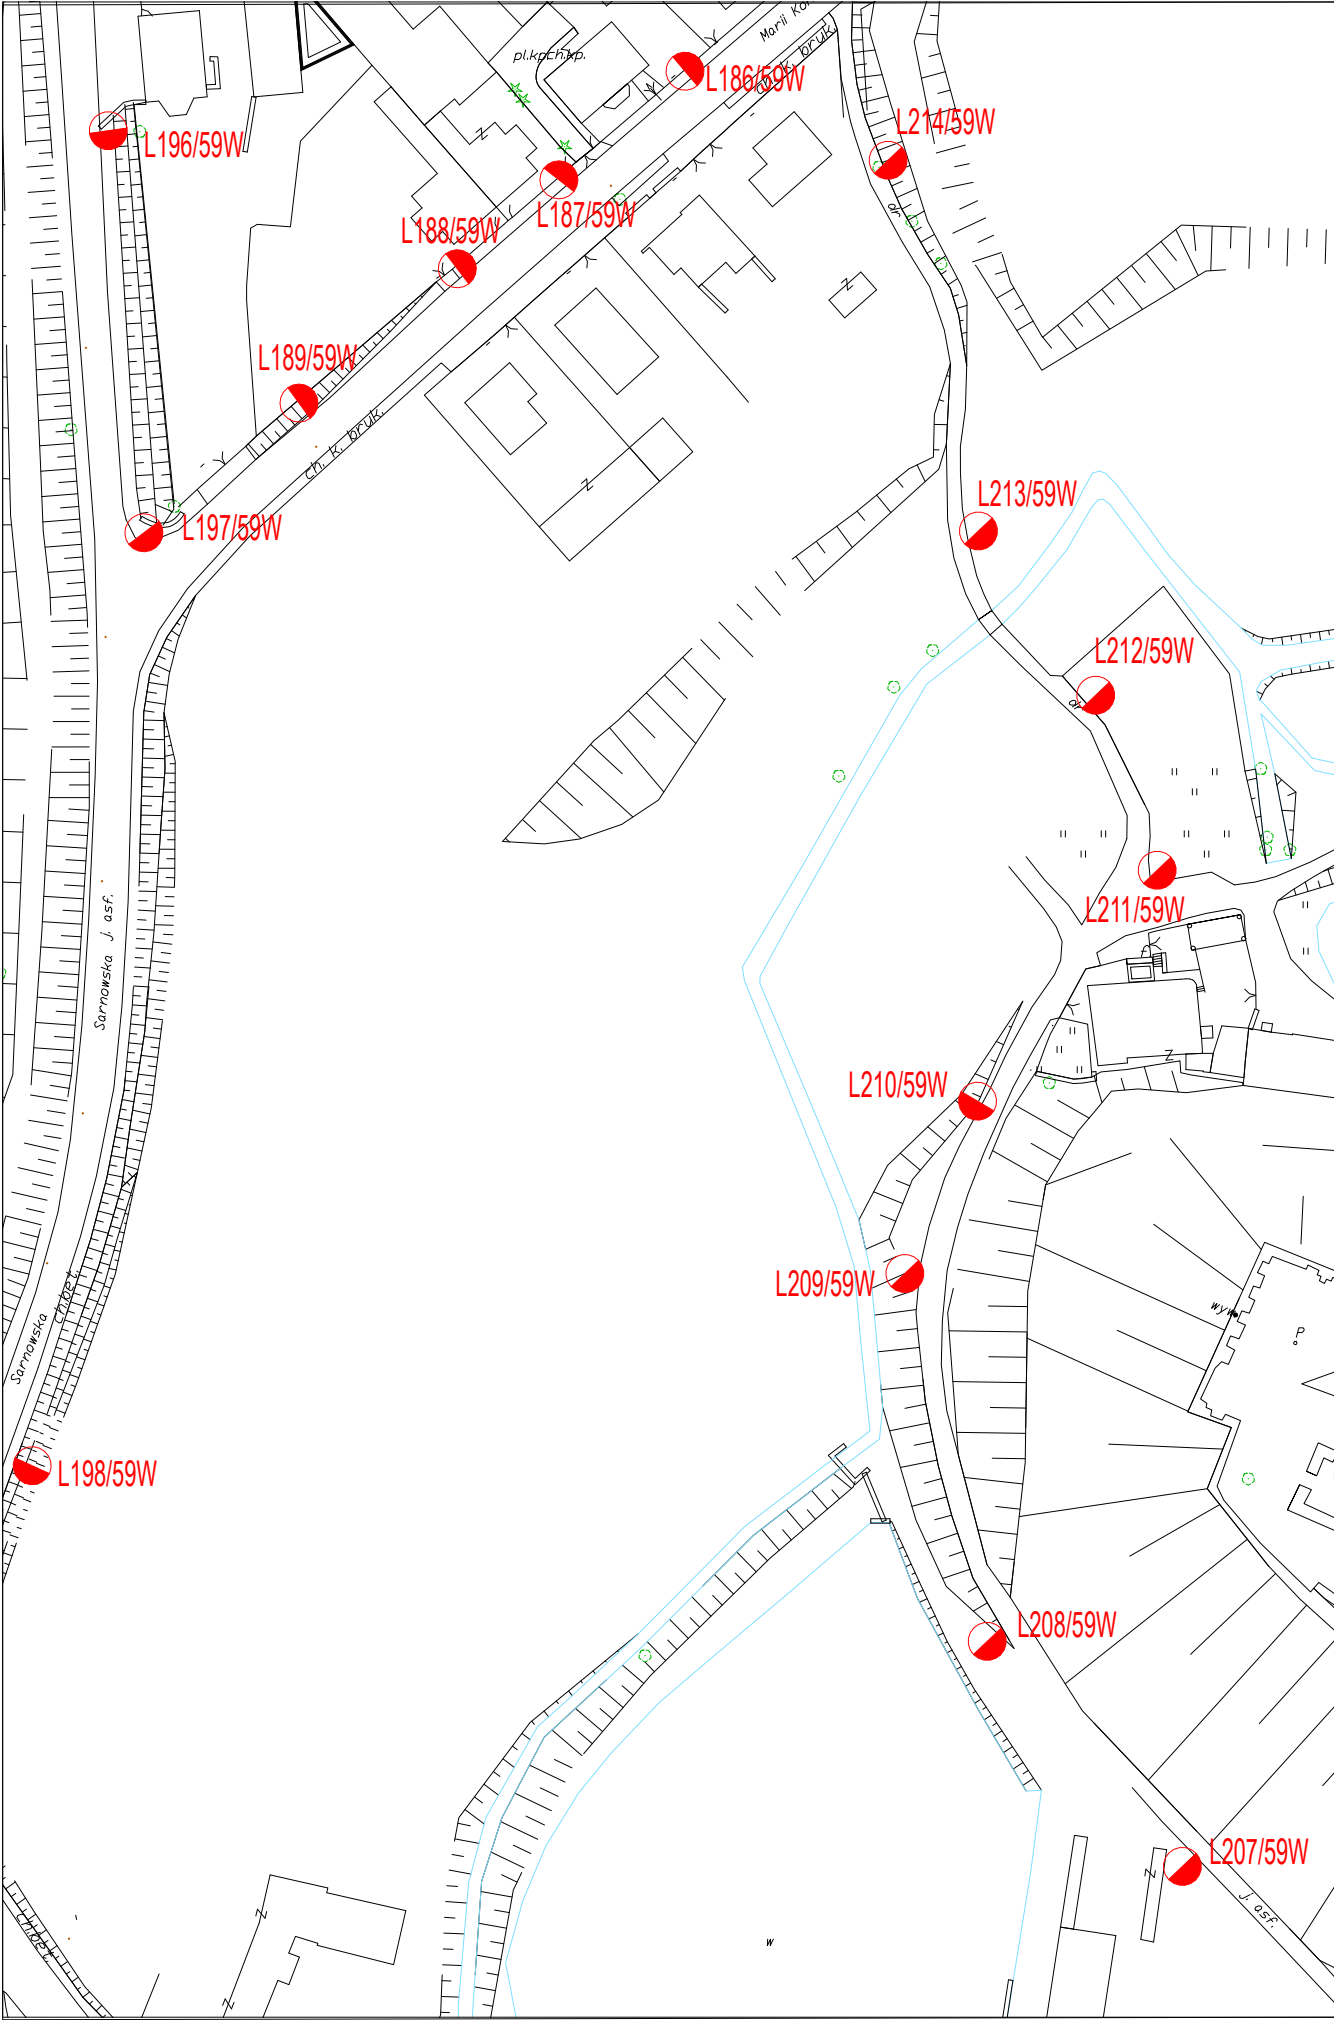 Marii Ko
pl.kpch.kp.
ch. k. bruk.
L186/59W
L214/59W
L196/59W
z
L187/59W
dr
L188/59W
z
L189/59W
ch. k. bruk.
z
L213/59W
L197/59W
L212/59W
dr
L211/59W
Sarnowska j. asf.
z
L210/59W
L209/59W
Sarnowska
ch.bet.
wyw
P
L198/59W
L208/59W
L207/59W
z
j. asf.
z
ch.bet.
w
z